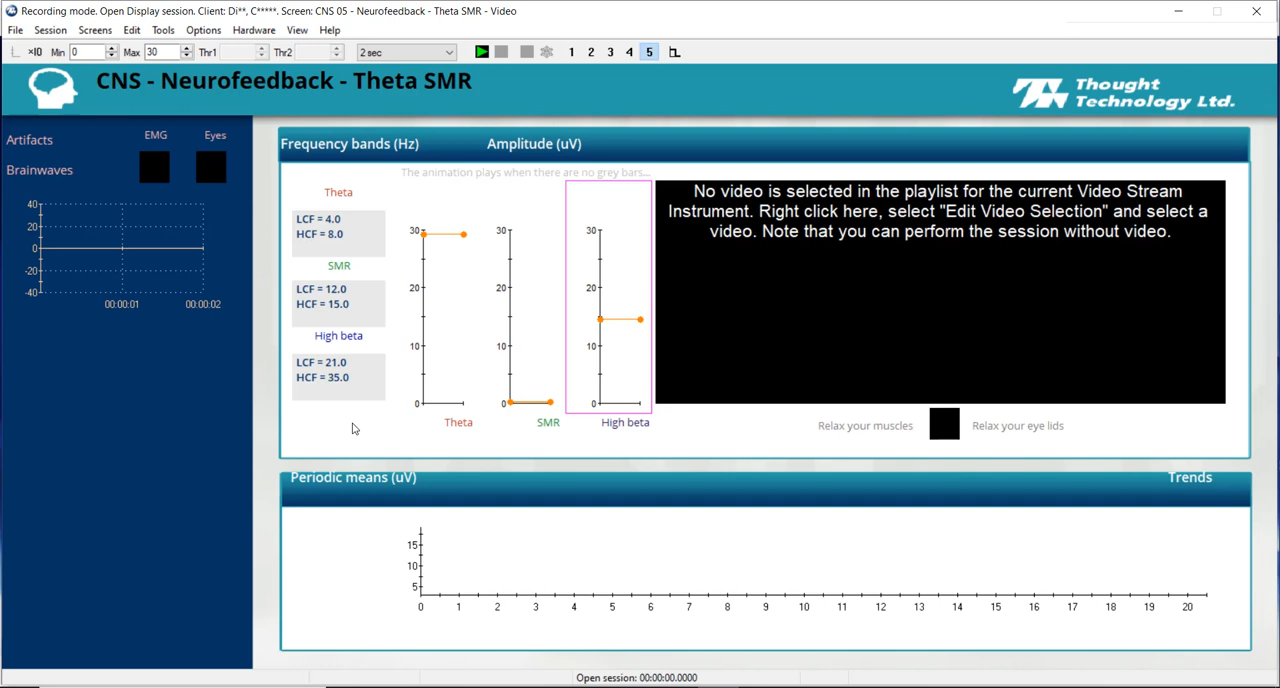 Recording mode. Open Display session. Client: Di**, C*****. Screen: CNS 05 - Neurofeedback - Theta SMR - Video
File Session Screens Edit Tools Options Hardware View Help
×10 Min 0 Max 30 Thr1 Thr2 2 sec 1 2 3 4 5
CNS - Neurofeedback - Theta SMR
Thought
Technology Ltd.
Artifacts EMG Eyes
Brainwaves
40
20
0
-20
-40
00:00:01 00:00:02
Frequency bands (Hz) Amplitude (uV)
The animation plays when there are no grey bars...
Theta
LCF = 4.0
HCF = 8.0
SMR
LCF = 12.0
HCF = 15.0
High beta
LCF = 21.0
HCF = 35.0
30 30 30
20 20 20
10 10 10
0 0 0
Theta SMR High beta
No video is selected in the playlist for the current Video Stream
Instrument. Right click here, select "Edit Video Selection" and select a
video. Note that you can perform the session without video.
Relax your muscles Relax your eye lids
Periodic means (uV) Trends
15
10
5
0 1 2 3 4 5 6 7 8 9 10 11 12 13 14 15 16 17 18 19 20
Open session: 00:00:00.0000